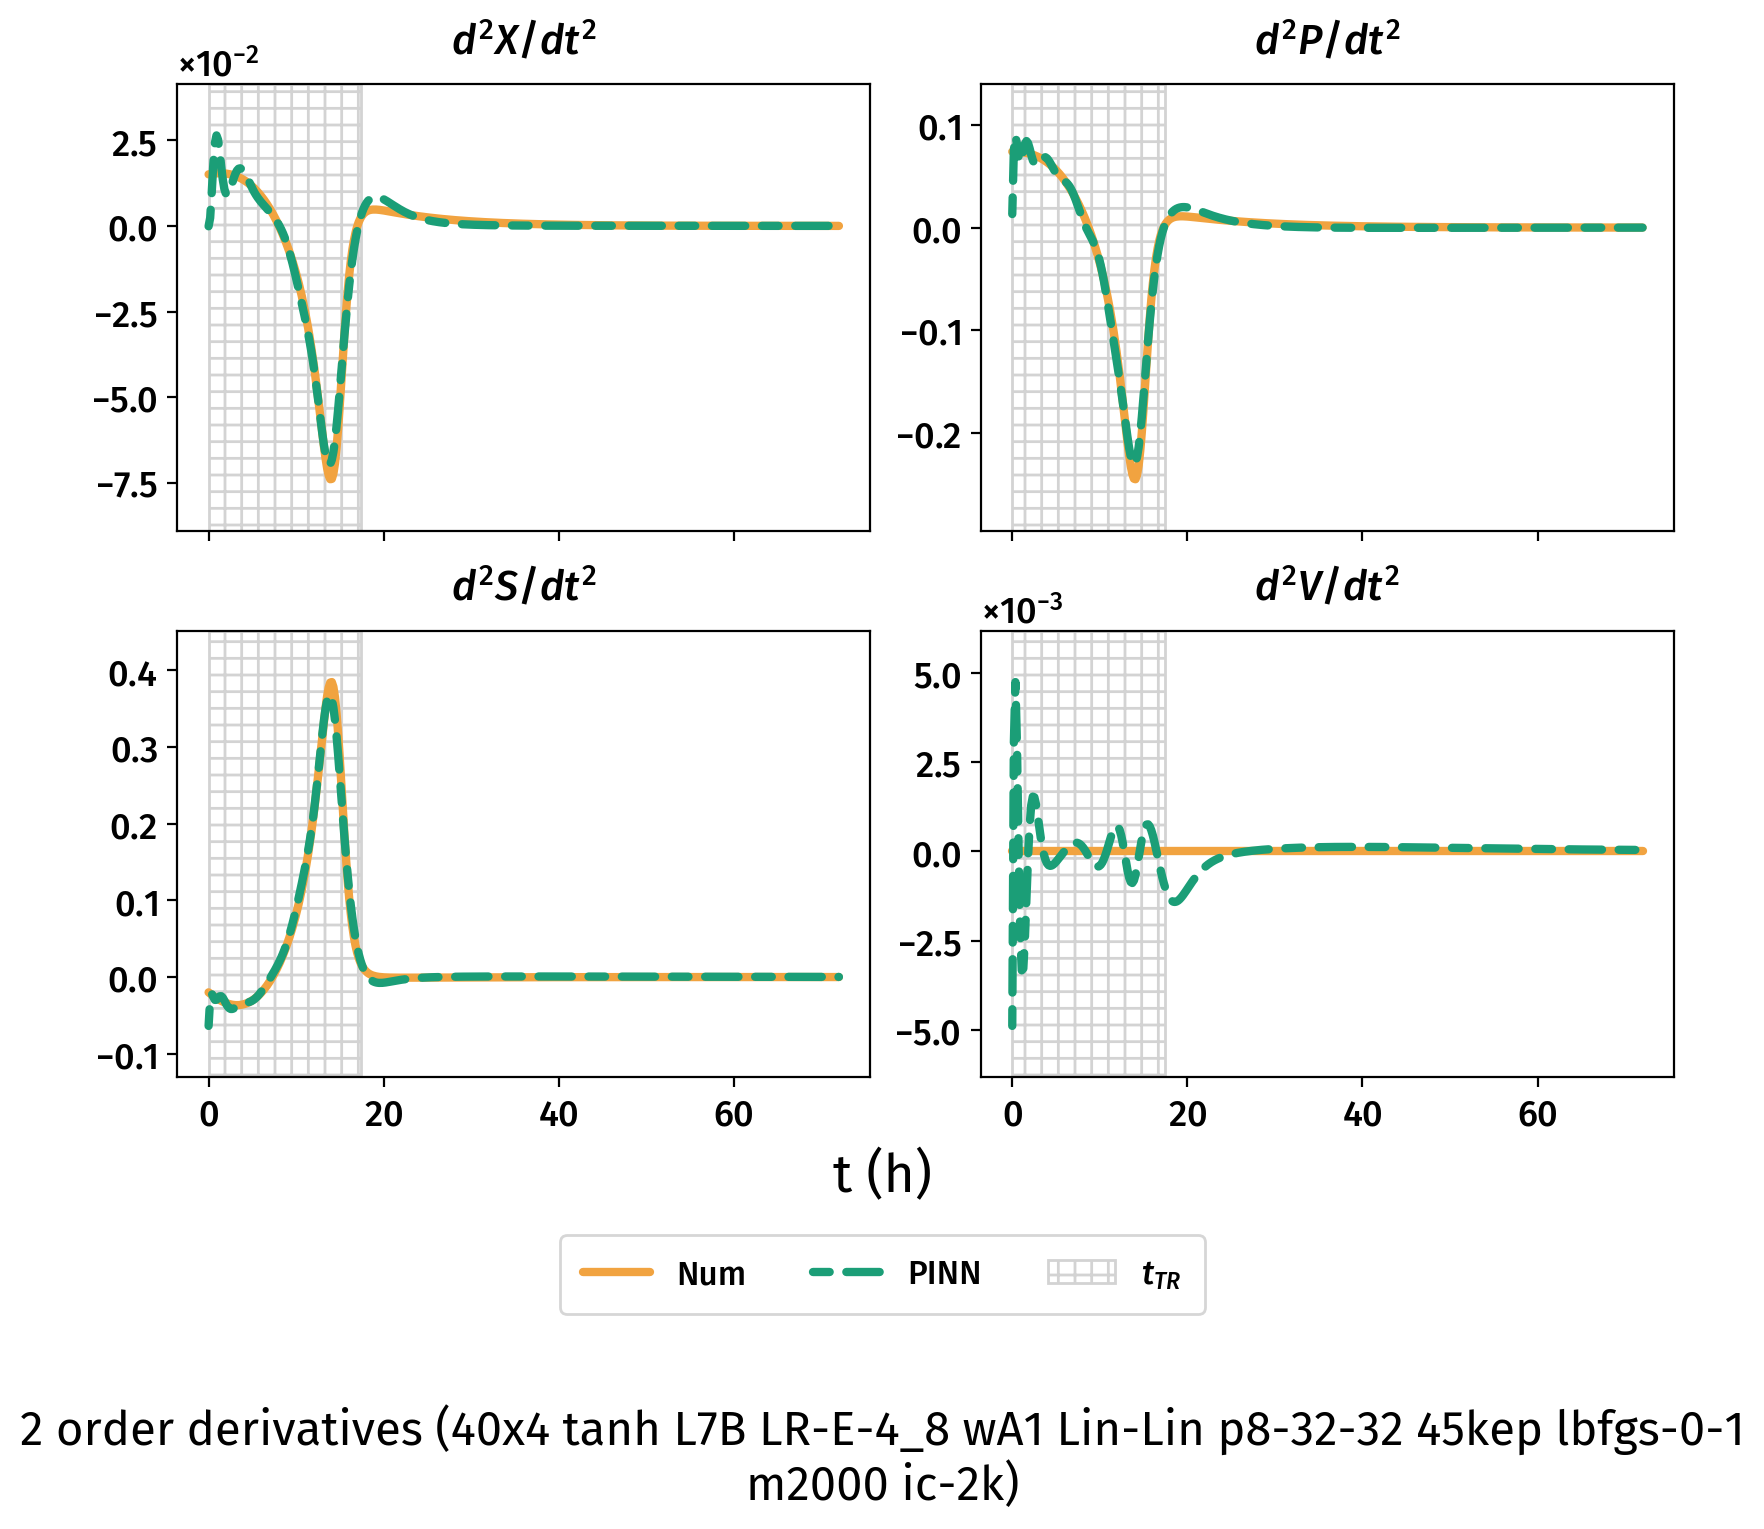 d²X/dt²
×10⁻²
2.5
0.0
−2.5
−5.0
−7.5
d²P/dt²
0.1
0.0
−0.1
−0.2
d²S/dt²
0.4
0.3
0.2
0.1
0.0
−0.1
0 20 40 60
d²V/dt²
×10⁻³
5.0
2.5
0.0
−2.5
−5.0
0 20 40 60
t (h)
Num PINN t_TR
2 order derivatives (40x4 tanh L7B LR-E-4_8 wA1 Lin-Lin p8-32-32 45kep lbfgs-0-1
m2000 ic-2k)